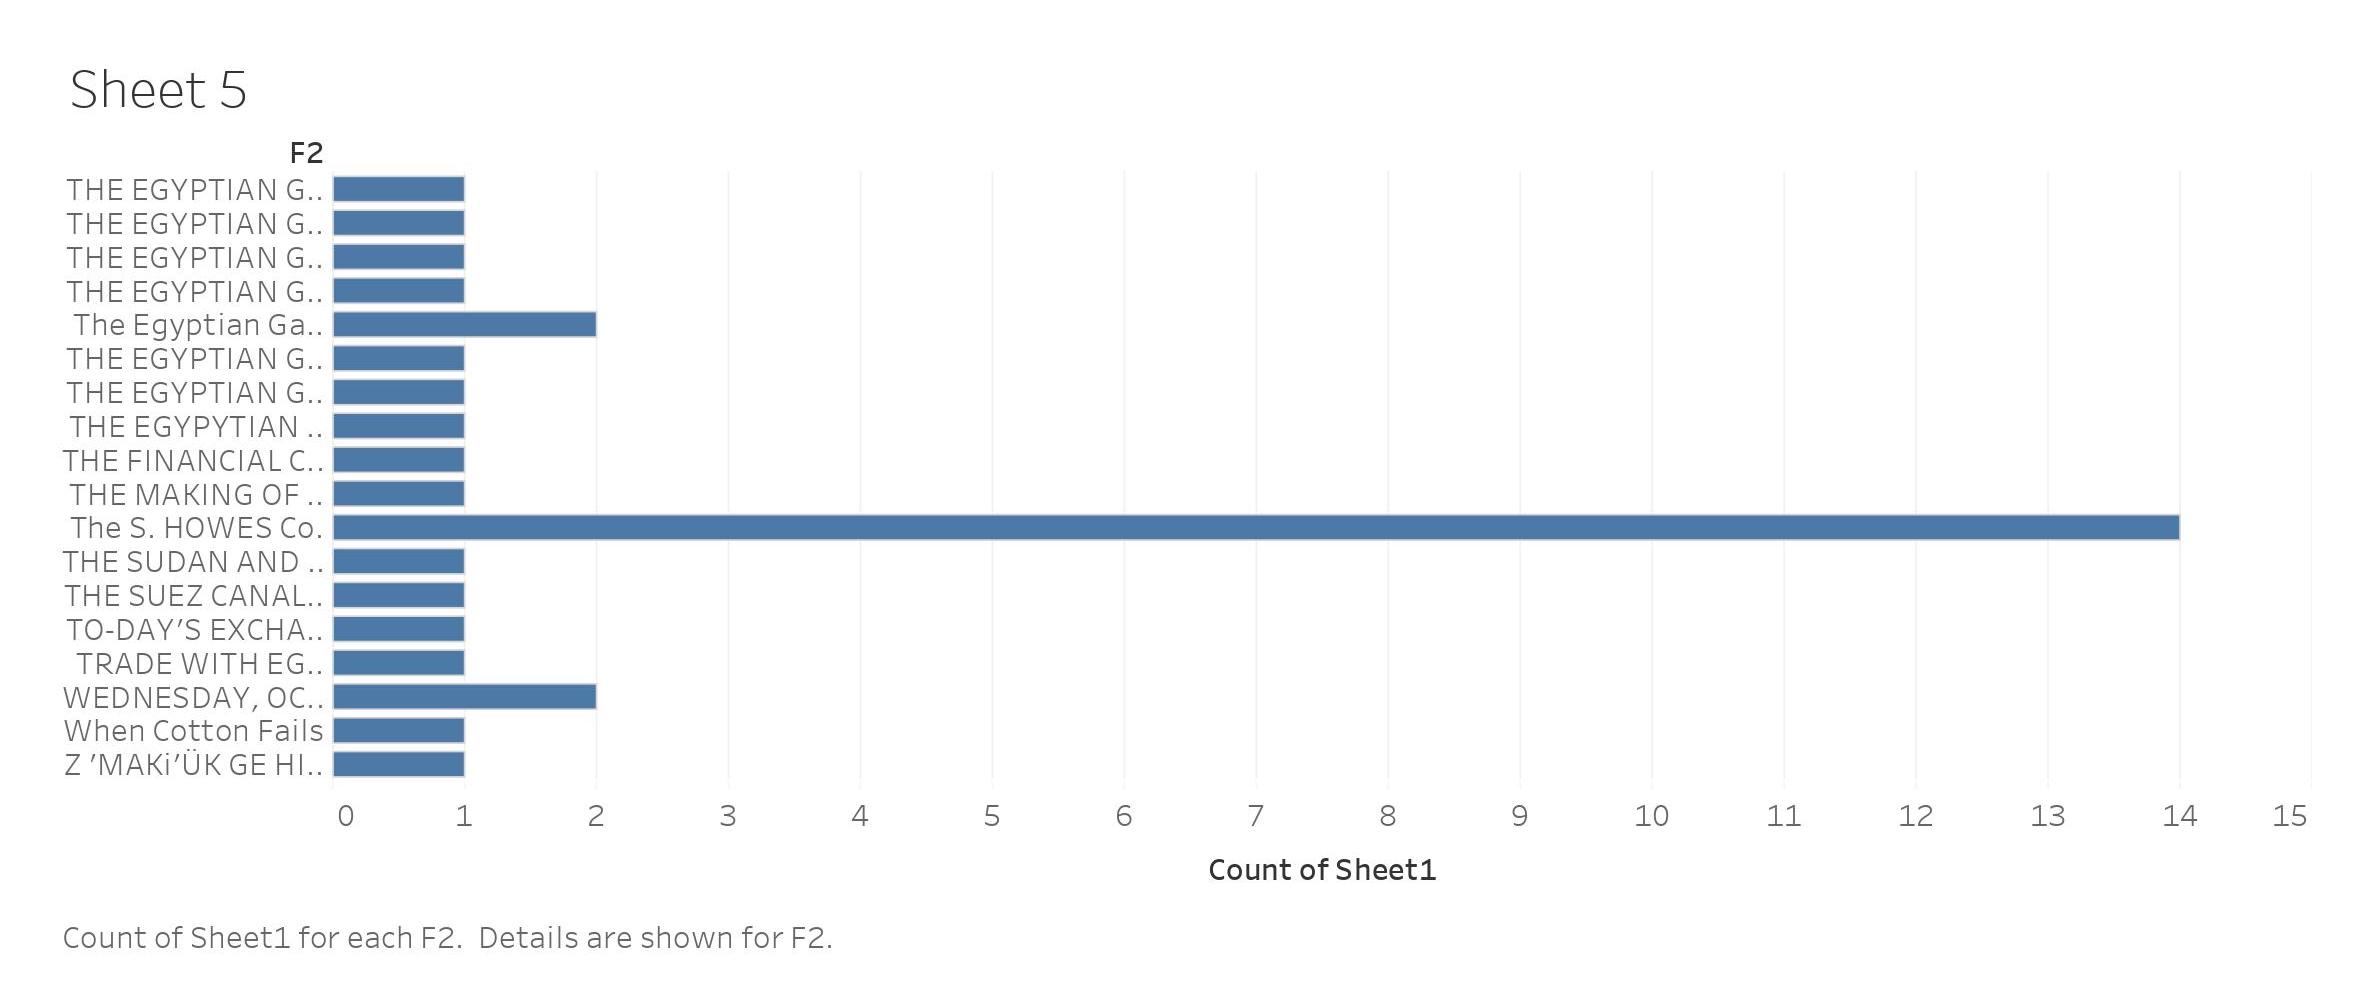 Sheet 5
F2
THE EGYPTIAN G..
THE EGYPTIAN G..
THE EGYPTIAN G..
THE EGYPTIAN G..
The Egyptian Ga..
THE EGYPTIAN G..
THE EGYPTIAN G..
THE EGYPYTIAN ..
THE FINANCIAL C..
THE MAKING OF ..
The S. HOWES Co.
THE SUDAN AND ..
THE SUEZ CANAL..
TO-DAY’S EXCHA..
TRADE WITH EG..
WEDNESDAY, OC..
When Cotton Fails
Z ’MAKi’ÜK GE HI..
0 1 2 3 4 5 6 7 8 9 10 11 12 13 14 15
Count of Sheet1
Count of Sheet1 for each F2.  Details are shown for F2.